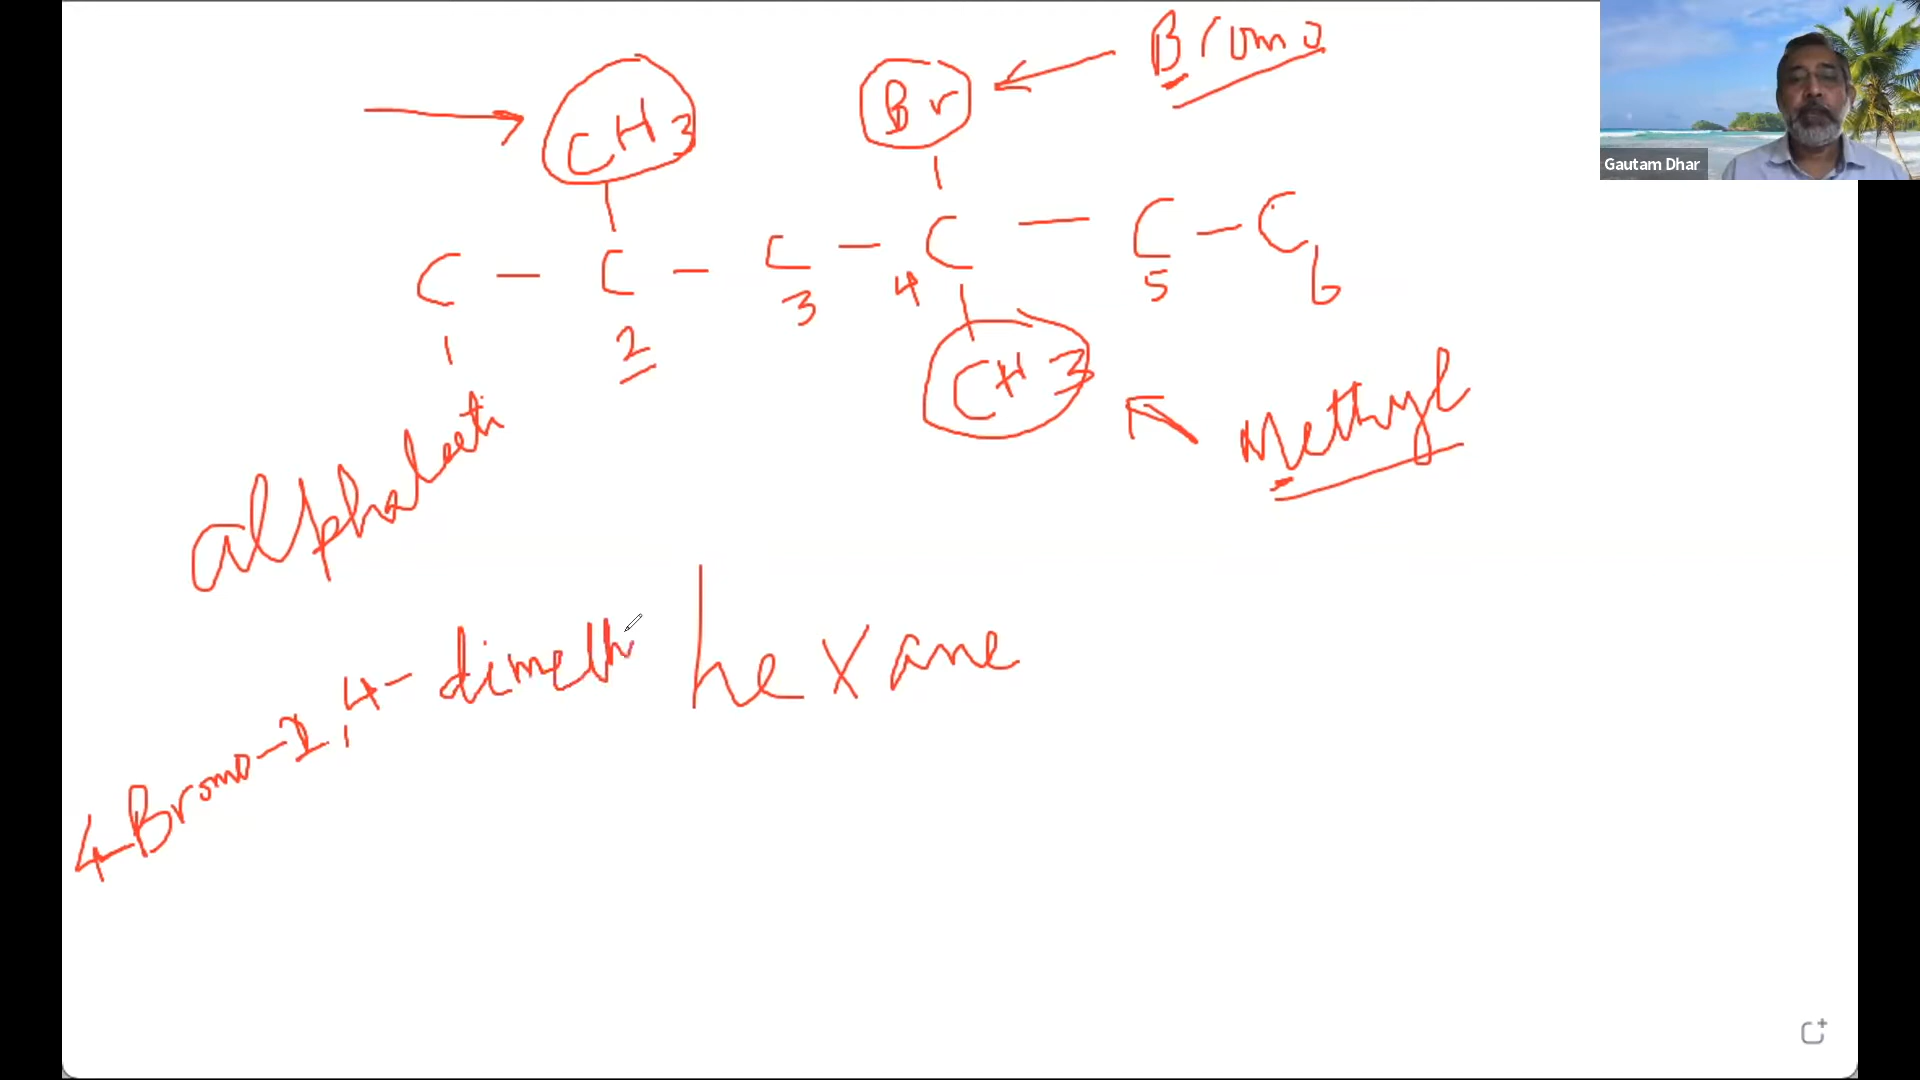 Bromo
CH3 Br
Gautam Dhar
C - C - C - C - C - C
1 2 3 4 5 6
CH3
Methyl
4-Bromo-2,4-dimeth hexane